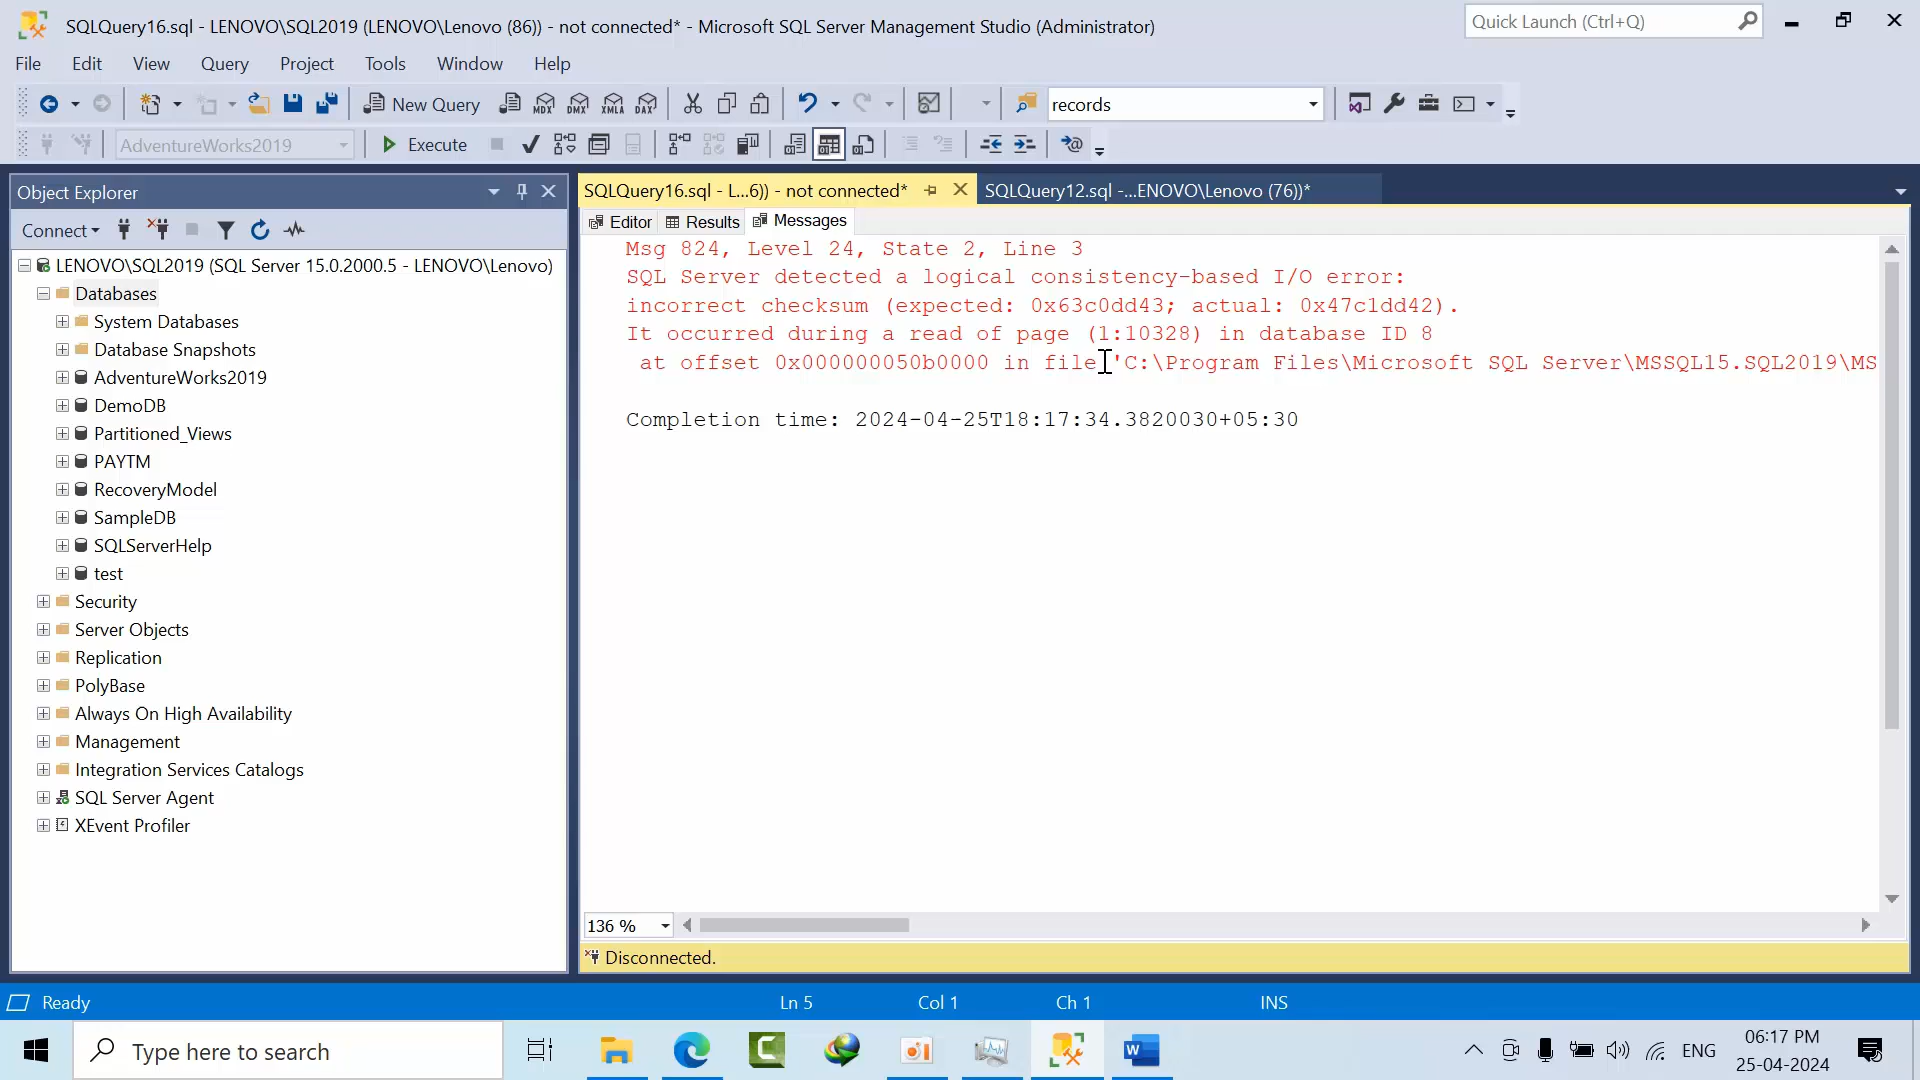 SQLQuery16.sql - LENOVO\SQL2019 (LENOVO\Lenovo (86)) - not connected* - Microsoft SQL Server Management Studio (Administrator)
Quick Launch (Ctrl+Q)
File Edit View Query Project Tools Window Help
New Query
MDX DMX XMLA DAX
records
AdventureWorks2019
Execute
Object Explorer
SQLQuery16.sql - L...6)) - not connected*
SQLQuery12.sql -...ENOVO\Lenovo (76))*
Connect
Editor Results Messages
LENOVO\SQL2019 (SQL Server 15.0.2000.5 - LENOVO\Lenovo)
Databases
System Databases
Database Snapshots
AdventureWorks2019
DemoDB
Partitioned_Views
PAYTM
RecoveryModel
SampleDB
SQLServerHelp
test
Security
Server Objects
Replication
PolyBase
Always On High Availability
Management
Integration Services Catalogs
SQL Server Agent
XEvent Profiler
Msg 824, Level 24, State 2, Line 3
SQL Server detected a logical consistency-based I/O error:
incorrect checksum (expected: 0x63c0dd43; actual: 0x47c1dd42).
It occurred during a read of page (1:10328) in database ID 8
at offset 0x000000050b0000 in file 'C:\Program Files\Microsoft SQL Server\MSSQL15.SQL2019\MS
Completion time: 2024-04-25T18:17:34.3820030+05:30
136 %
Disconnected.
Ready
Ln 5
Col 1
Ch 1
INS
Type here to search
ENG
06:17 PM
25-04-2024